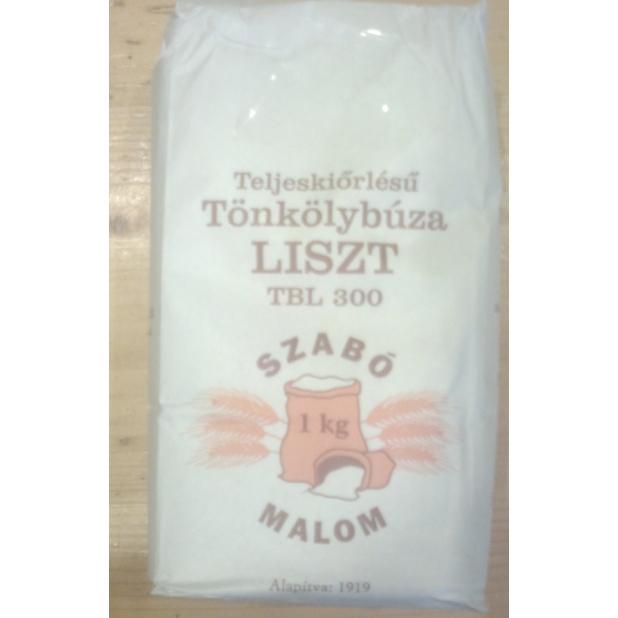 Teljeskiőrlésű
Tönkölybúza
LISZT
TBL 300
SZABÓ
1 kg
MALOM
Alapítva: 1919